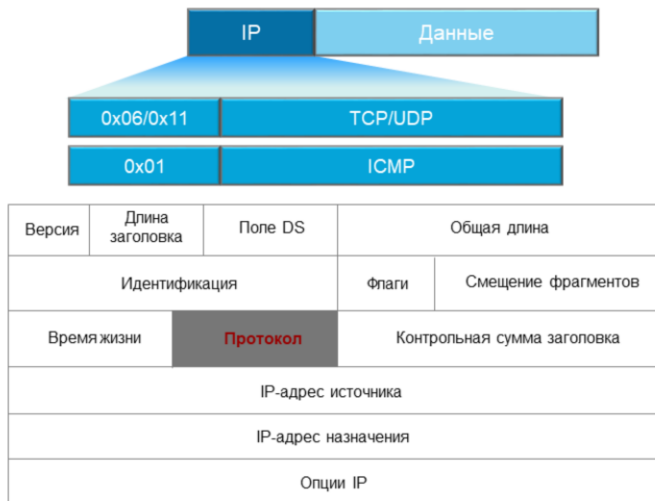 IP Данные
0x06/0x11 TCP/UDP
0x01 ICMP
Версия Длина заголовка Поле DS Общая длина
Идентификация Флаги Смещение фрагментов
Время жизни Протокол Контрольная сумма заголовка
IP-адрес источника
IP-адрес назначения
Опции IP